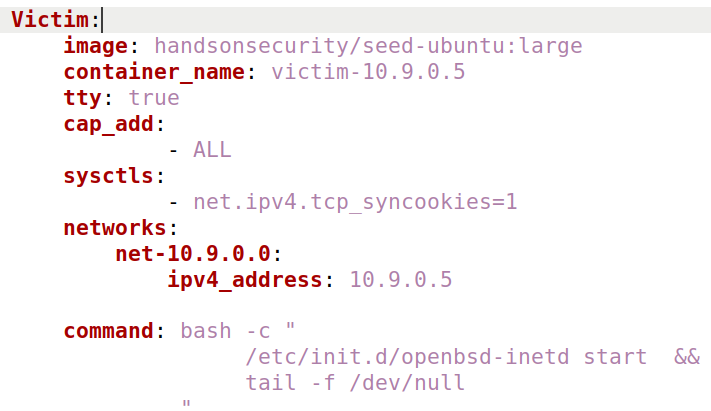 Victim:
image: handsonsecurity/seed-ubuntu:large
container_name: victim-10.9.0.5
tty: true
cap_add:
- ALL
sysctls:
- net.ipv4.tcp_syncookies=1
networks:
net-10.9.0.0:
ipv4_address: 10.9.0.5
command: bash -c "
/etc/init.d/openbsd-inetd start  &&
tail -f /dev/null
"